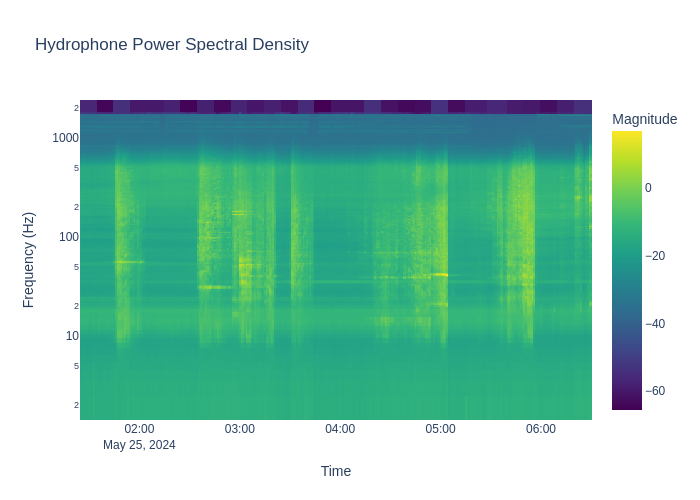 Hydrophone Power Spectral Density
Magnitude
2
1000
5
2
100
5
2
10
5
2
0
−20
−40
−60
Frequency (Hz)
02:00 03:00 04:00 05:00 06:00
May 25, 2024
Time